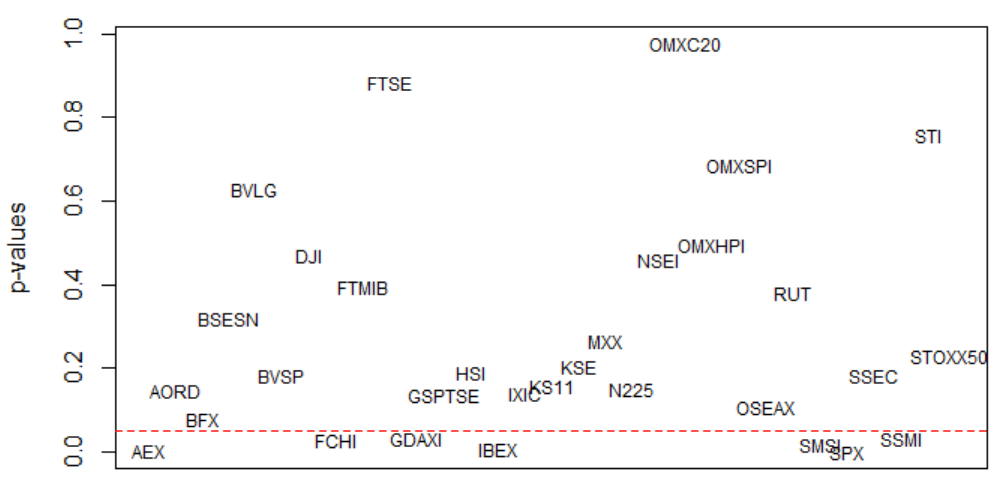 1.0
OMXC20
FTSE
0.8
STI
OMXSPI
BVLG
0.6
p-values
OMXHPI
DJI
NSEI
0.4
FTMIB
RUT
BSESN
MXX
STOXX50
0.2
KSE
HSI
BVSP
SSEC
KS11
AORD
N225
IXIC
GSPTSE
OSEAX
BFX
GDAXI
SSMI
FCHI
SMSI
0.0
AEX
IBEX
SPX